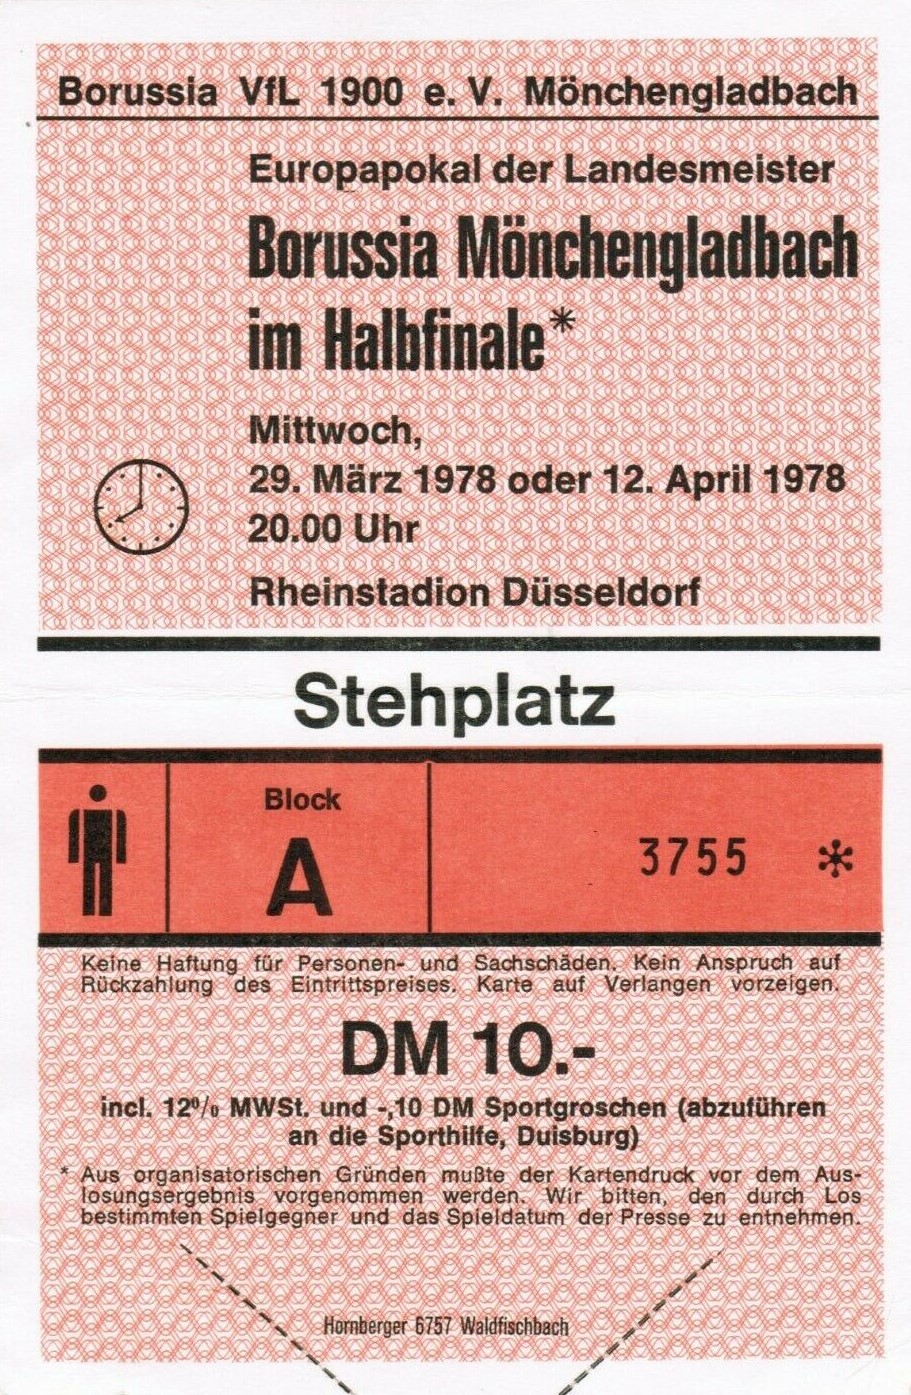 Borussia VfL 1900 e. V. Mönchengladbach
Europapokal der Landesmeister
Borussia Mönchengladbach
im Halbfinale*
Mittwoch,
29. März 1978 oder 12. April 1978
20.00 Uhr
Rheinstadion Düsseldorf
Stehplatz
Block
A
3755 *
Keine Haftung für Personen- und Sachschäden. Kein Anspruch auf
Rückzahlung des Eintrittspreises. Karte auf Verlangen vorzeigen.
DM 10.-
incl. 12% MWSt. und -,10 DM Sportgroschen (abzuführen
an die Sporthilfe, Duisburg)
* Aus organisatorischen Gründen mußte der Kartendruck vor dem Aus-
losungsergebnis vorgenommen werden. Wir bitten, den durch Los
bestimmten Spielgegner und das Spieldatum der Presse zu entnehmen.
Hornberger 6757 Waldfischbach